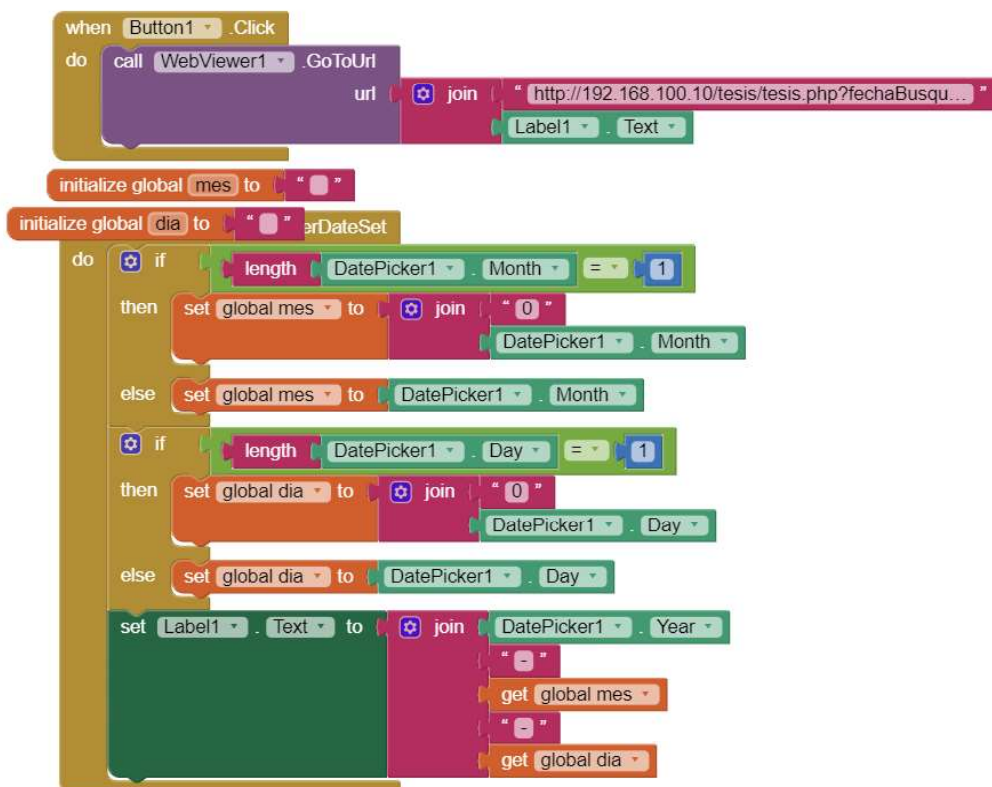 when Button1 .Click
do call WebViewer1 .GoToUrl
url join " http://192.168.100.10/tesis/tesis.php?fechaBusqu... "
Label1 . Text
initialize global mes to " "
initialize global dia to " " erDateSet
do if length DatePicker1 . Month = 1
then set global mes to join " 0 "
DatePicker1 . Month
else set global mes to DatePicker1 . Month
if length DatePicker1 . Day = 1
then set global dia to join " 0 "
DatePicker1 . Day
else set global dia to DatePicker1 . Day
set Label1 . Text to join DatePicker1 . Year
" - "
get global mes
" - "
get global dia